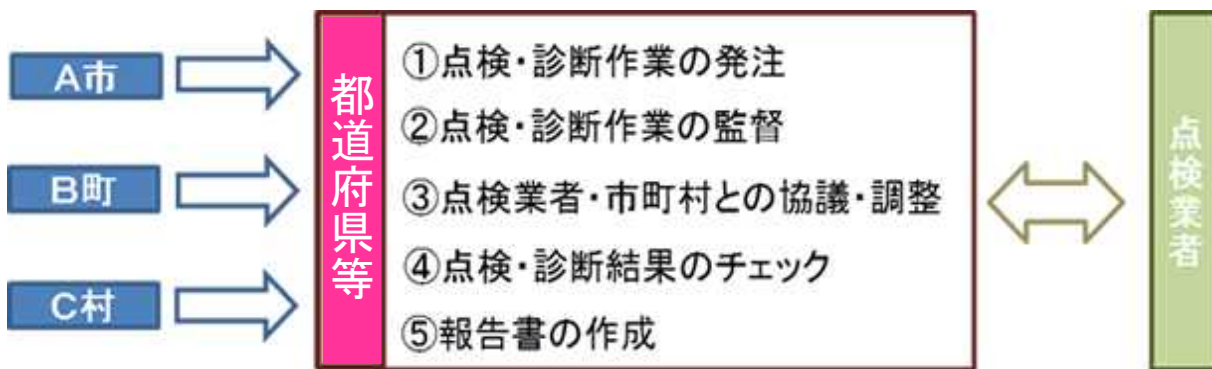 A市
B町
C村
都道府県等
①点検・診断作業の発注
②点検・診断作業の監督
③点検業者・市町村との協議・調整
④点検・診断結果のチェック
⑤報告書の作成
点検業者